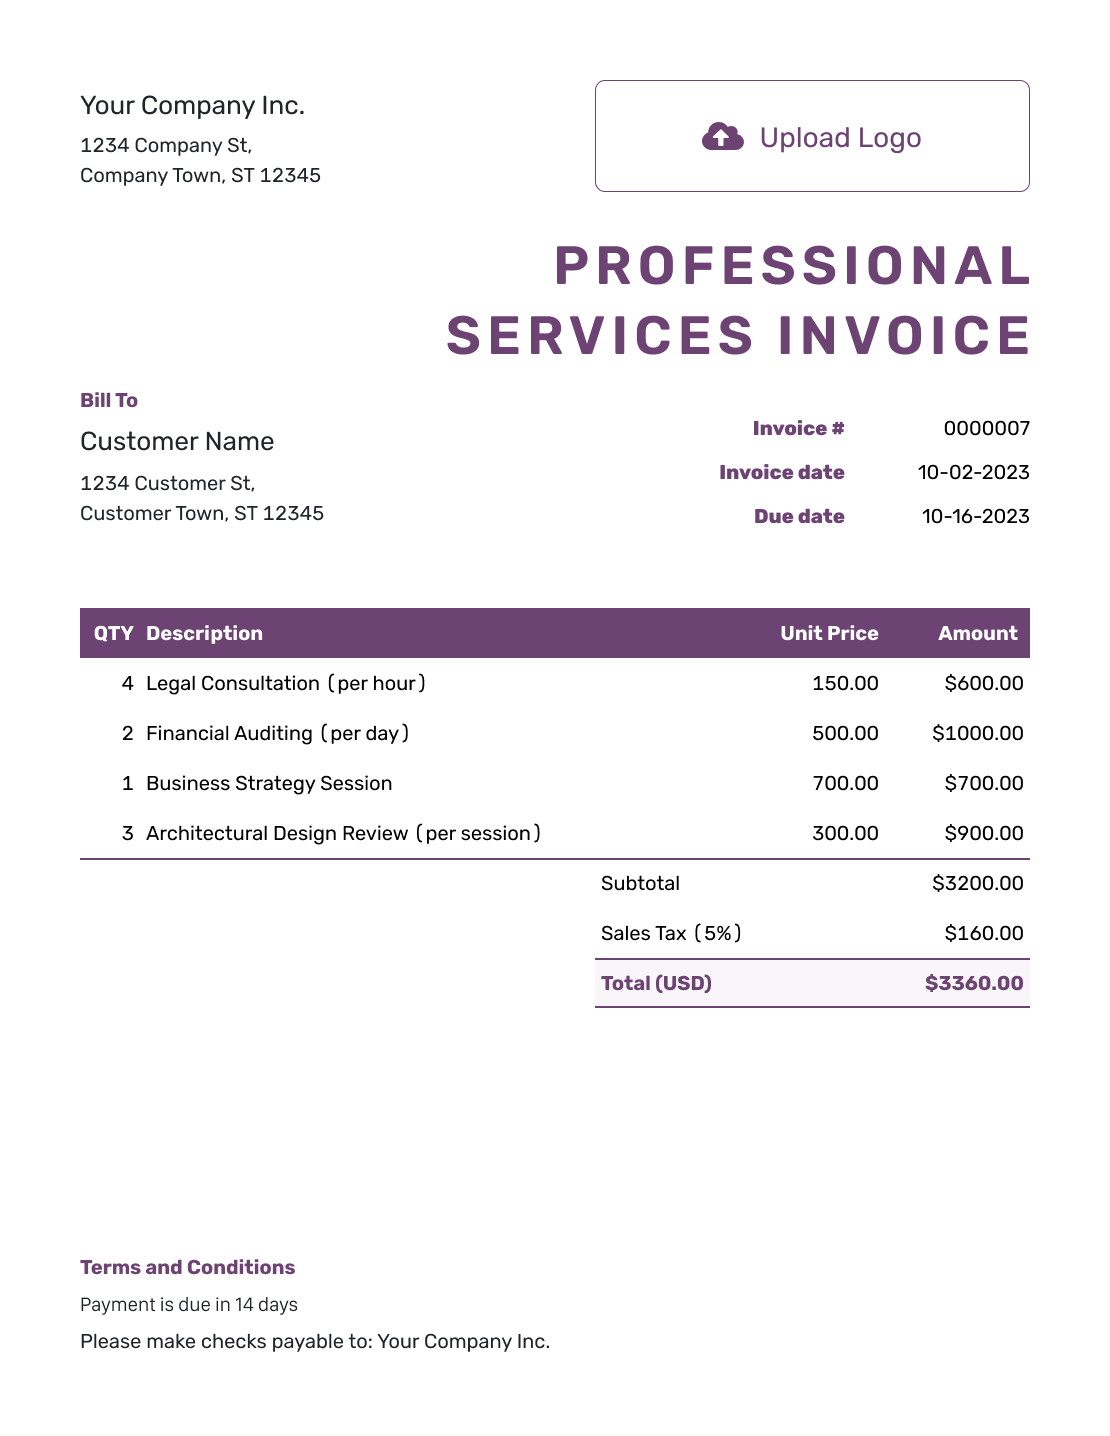 Your Company Inc.
1234 Company St,
Company Town, ST 12345
Upload Logo
PROFESSIONAL
SERVICES INVOICE
Bill To
Customer Name
1234 Customer St,
Customer Town, ST 12345
Invoice # 0000007
Invoice date 10-02-2023
Due date 10-16-2023
QTY Description Unit Price Amount
4 Legal Consultation (per hour) 150.00 $600.00
2 Financial Auditing (per day) 500.00 $1000.00
1 Business Strategy Session 700.00 $700.00
3 Architectural Design Review (per session) 300.00 $900.00
Subtotal $3200.00
Sales Tax (5%) $160.00
Total (USD) $3360.00
Terms and Conditions
Payment is due in 14 days
Please make checks payable to: Your Company Inc.